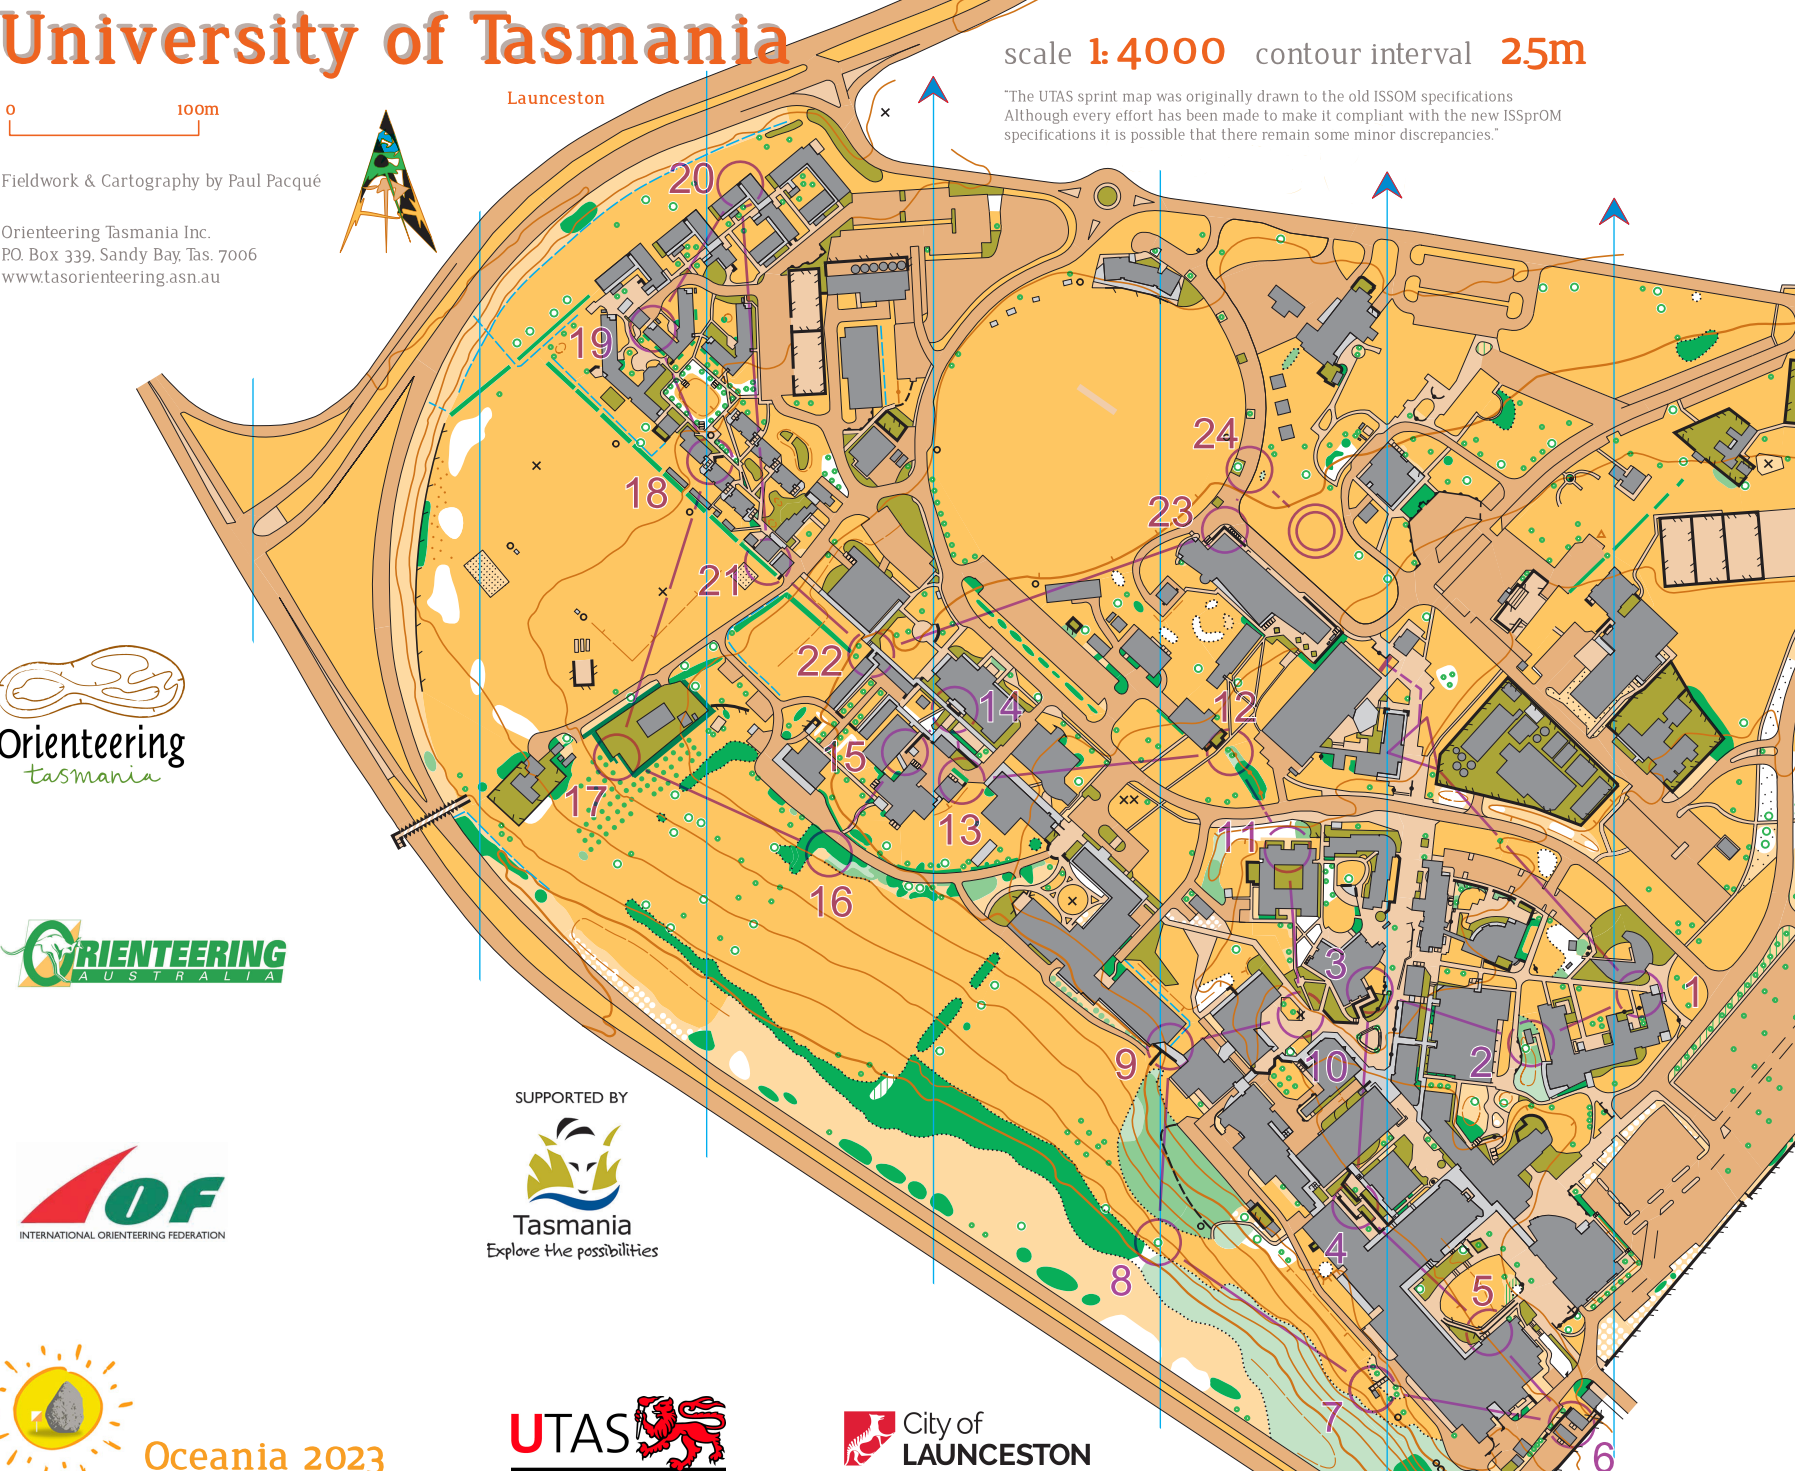 University of Tasmania
Launceston
scale 1: 4000 contour interval 2.5m
"The UTAS sprint map was originally drawn to the old ISSOM specifications
Although every effort has been made to make it compliant with the new ISSprOM
specifications it is possible that there remain some minor discrepancies."
0 100m
Fieldwork & Cartography by Paul Pacqué
Orienteering Tasmania Inc.
P.O. Box 339, Sandy Bay, Tas. 7006
www.tasorienteering.asn.au
20
19
24
18
23
21
22
14
12
15
17
13
11
16
3
1
9
10
2
4
8
5
7
6
Orienteering
tasmania
ORIENTEERING
AUSTRALIA
IOF
INTERNATIONAL ORIENTEERING FEDERATION
SUPPORTED BY
Tasmania
Explore the possibilities
Oceania 2023
UTAS
City of
LAUNCESTON